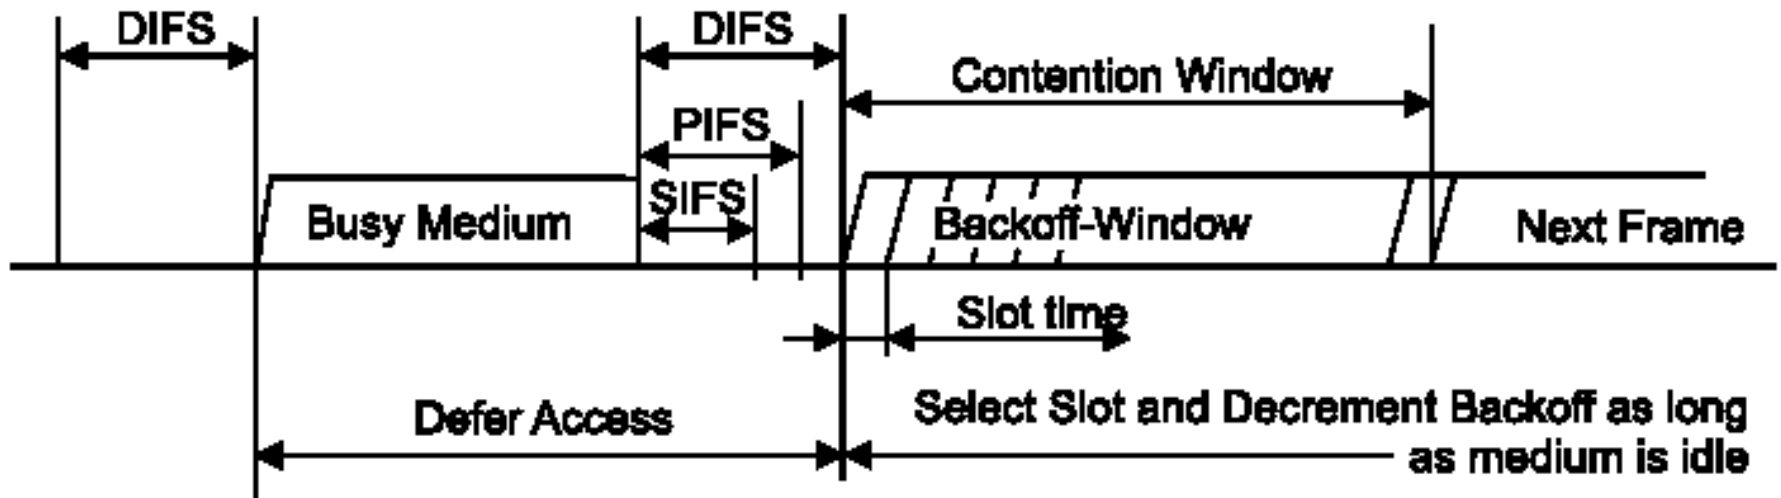 DIFS
DIFS
Contention Window
PIFS
SIFS
Busy Medium
Backoff-Window
Next Frame
Slot time
Defer Access
Select Slot and Decrement Backoff as long
as medium is idle